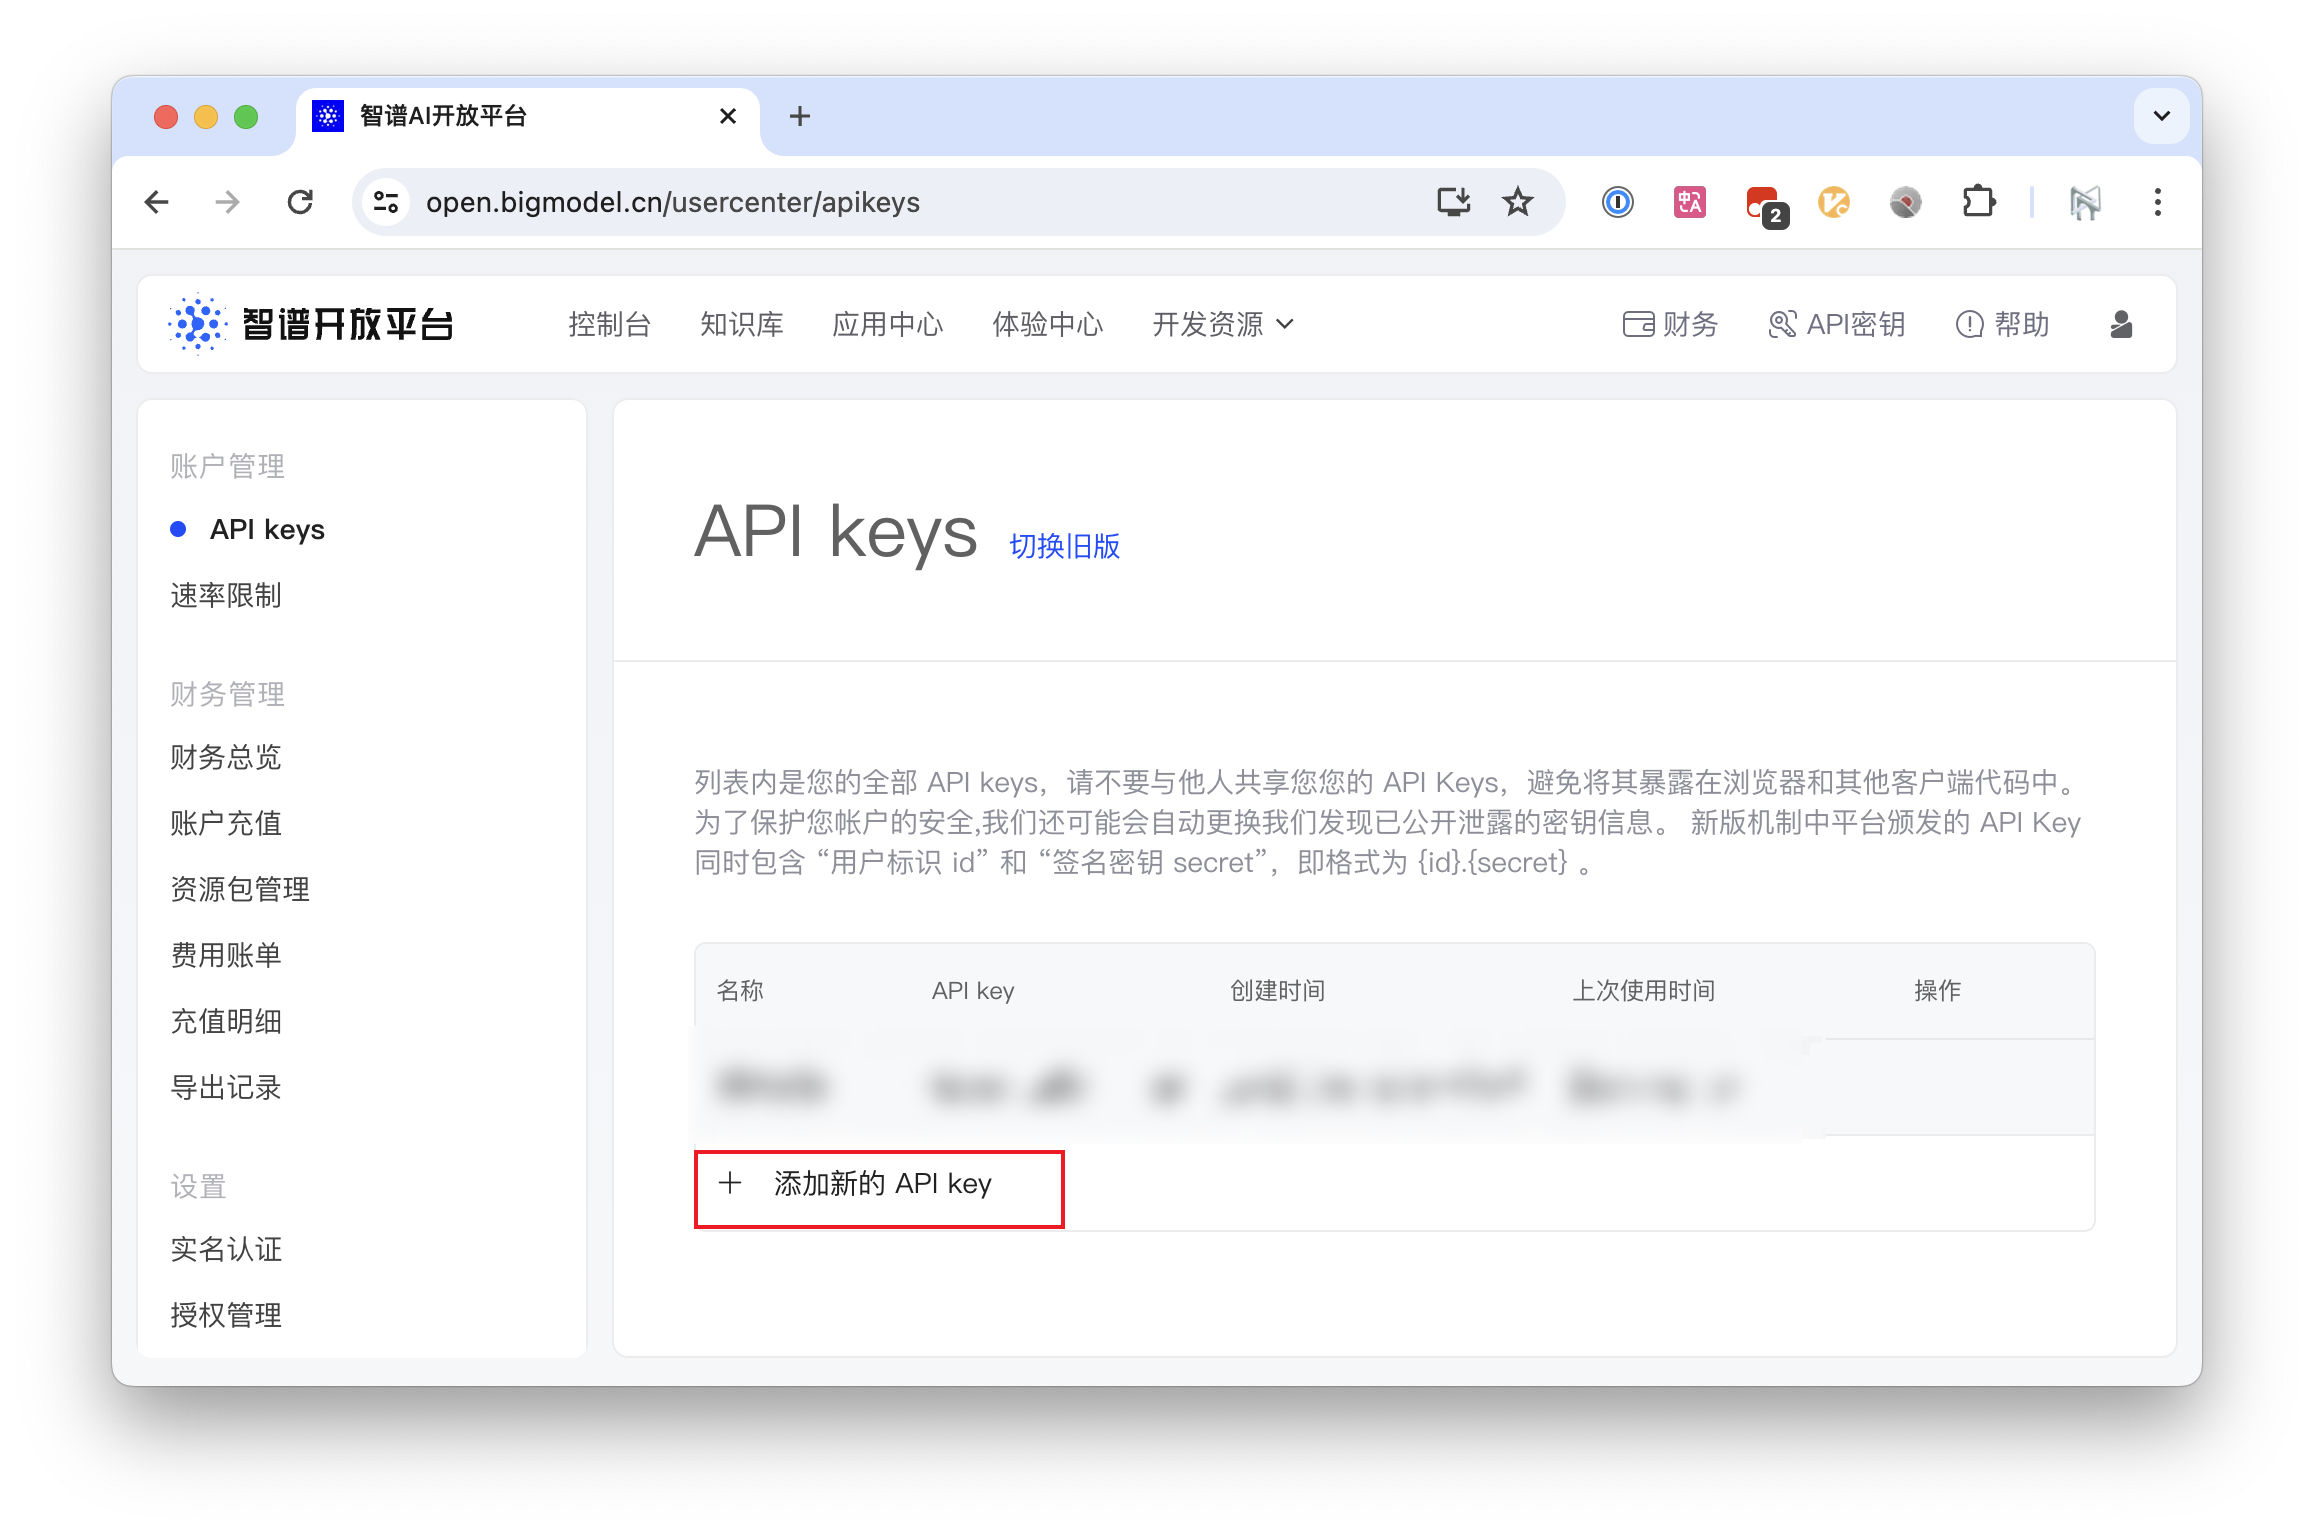 智谱AI开放平台
open.bigmodel.cn/usercenter/apikeys
2
智谱开放平台
控制台 知识库 应用中心 体验中心 开发资源 财务 API密钥 帮助
账户管理
API keys
速率限制
财务管理
财务总览
账户充值
资源包管理
费用账单
充值明细
导出记录
设置
实名认证
授权管理
API keys 切换旧版
列表内是您的全部 API keys，请不要与他人共享您您的 API Keys，避免将其暴露在浏览器和其他客户端代码中。
为了保护您帐户的安全,我们还可能会自动更换我们发现已公开泄露的密钥信息。 新版机制中平台颁发的 API Key
同时包含 “用户标识 id” 和 “签名密钥 secret”，即格式为 {id}.{secret} 。
名称 API key 创建时间 上次使用时间 操作
添加新的 API key